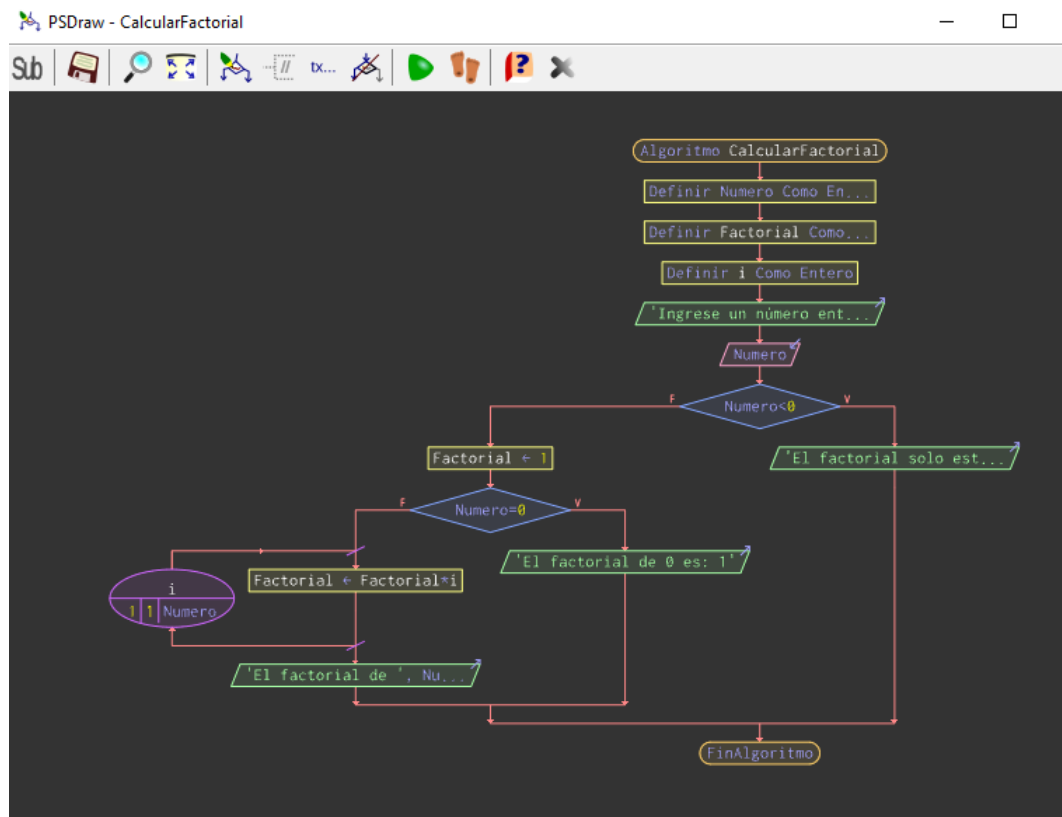 PSDraw - CalcularFactorial
Sub tx... ?
Algoritmo CalcularFactorial
Definir Numero Como En...
Definir Factorial Como...
Definir i Como Entero
'Ingrese un número ent...
Numero
F Numero<0 V
Factorial ← 1
'El factorial solo est...
F Numero=0 V
'El factorial de 0 es: 1'
Factorial ← Factorial*i
i
1 1 Numero
'El factorial de ', Nu...
FinAlgoritmo